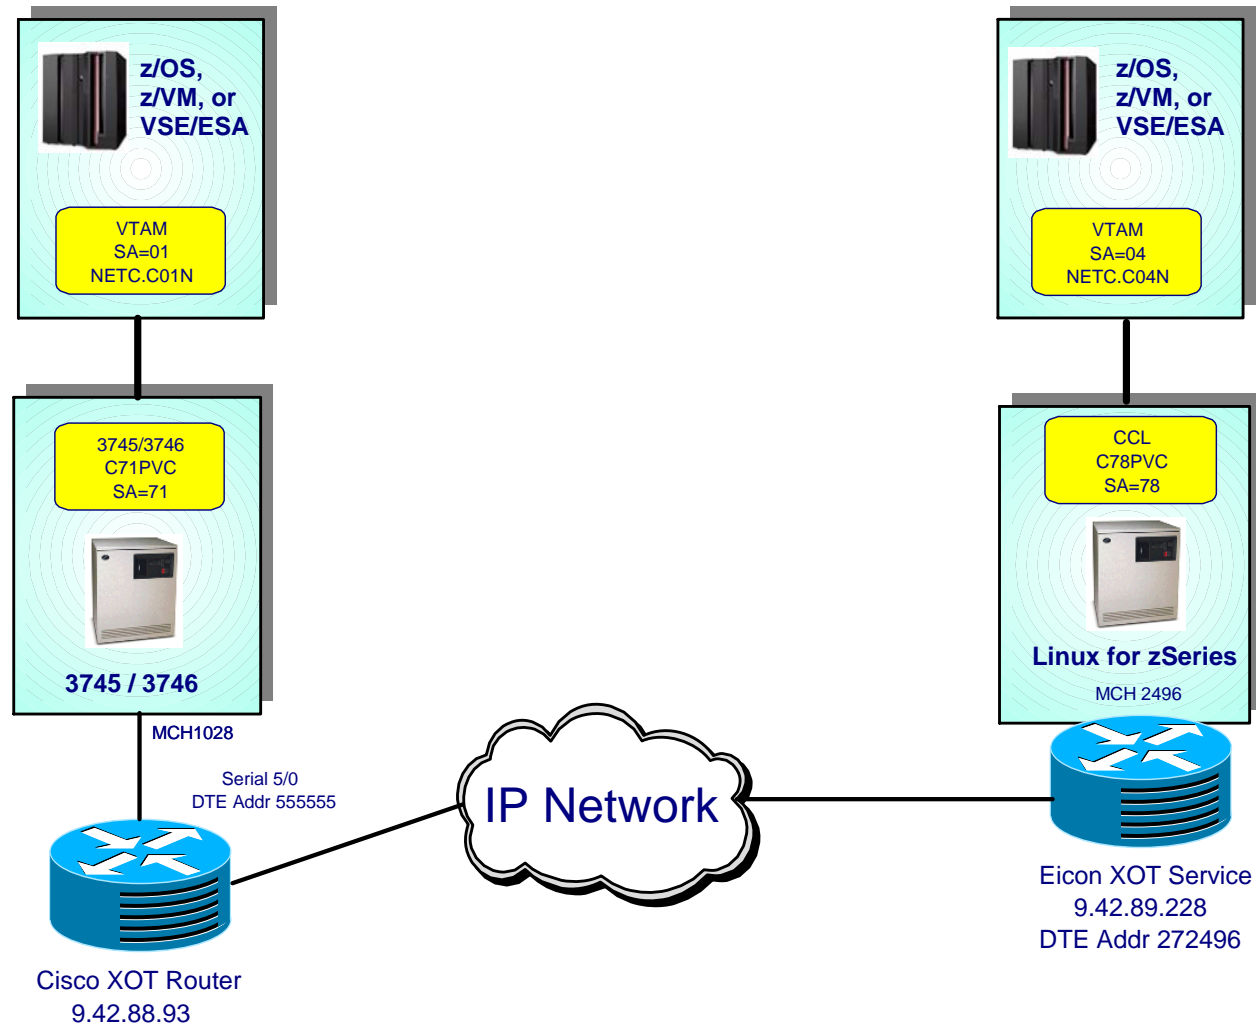 z/OS,
z/VM, or
VSE/ESA
VTAM
SA=01
NETC.C01N
z/OS,
z/VM, or
VSE/ESA
VTAM
SA=04
NETC.C04N
3745/3746
C71PVC
SA=71
3745 / 3746
CCL
C78PVC
SA=78
Linux for zSeries
MCH 2496
MCH1028
Serial 5/0
DTE Addr 555555
IP Network
Cisco XOT Router
9.42.88.93
Eicon XOT Service
9.42.89.228
DTE Addr 272496